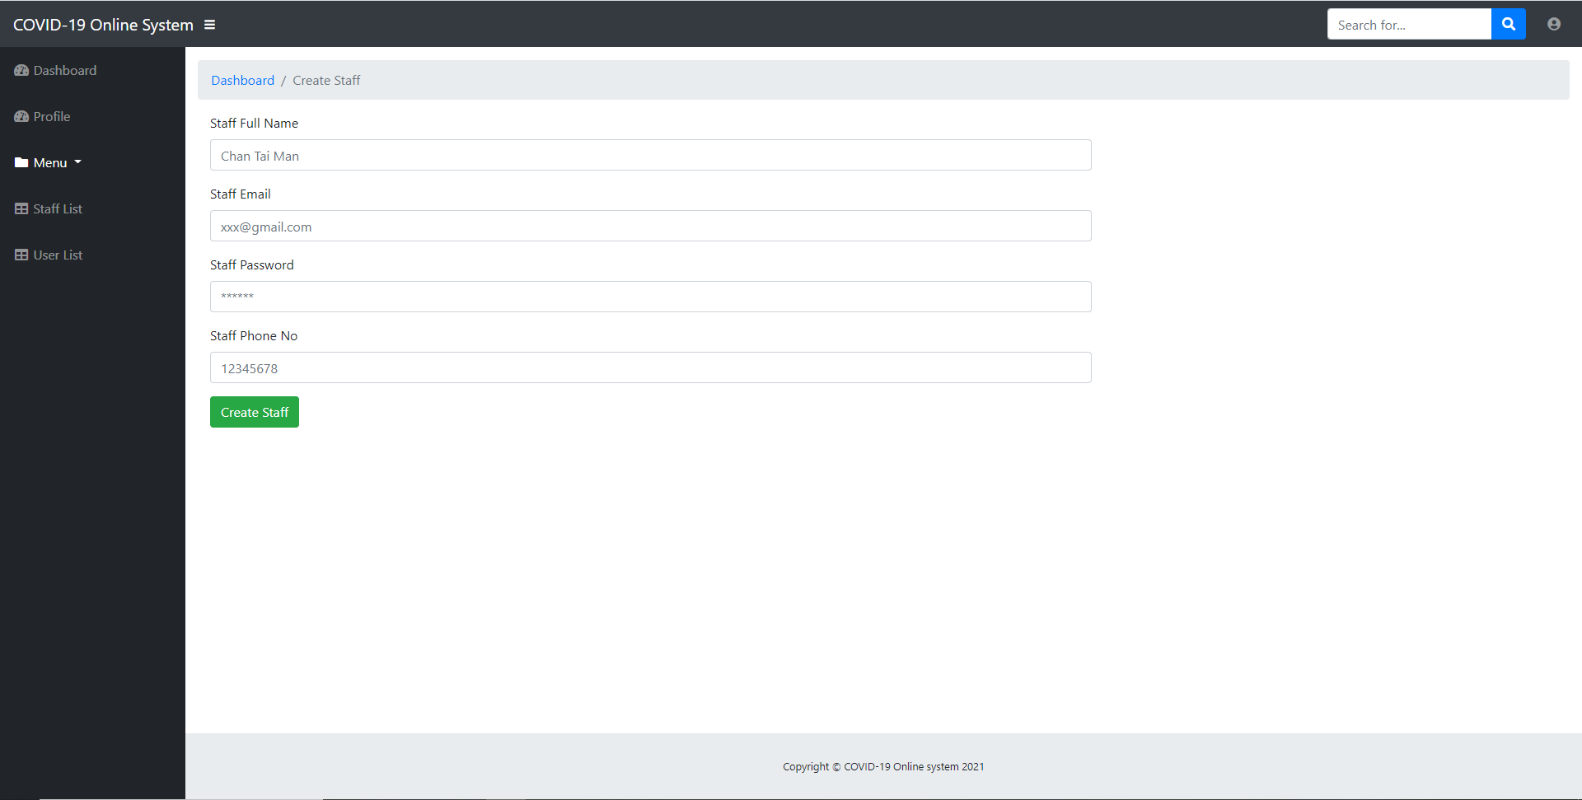 COVID-19 Online System
Search for...
Dashboard
Profile
Menu
Staff List
User List
Dashboard / Create Staff
Staff Full Name
Chan Tai Man
Staff Email
xxx@gmail.com
Staff Password
******
Staff Phone No
12345678
Create Staff
Copyright © COVID-19 Online system 2021